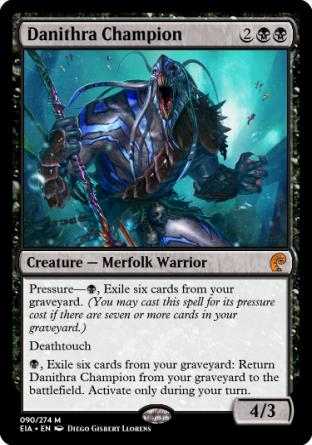 Danithra Champion 2
Creature — Merfolk Warrior
Pressure—, Exile six cards from your
graveyard. (You may cast this spell for its pressure
cost if there are seven or more cards in your
graveyard.)
Deathtouch
, Exile six cards from your graveyard: Return
Danithra Champion from your graveyard to the
battlefield. Activate only during your turn.
4/3
090/274 M
EIA • EN Diego Gisbert Llorens